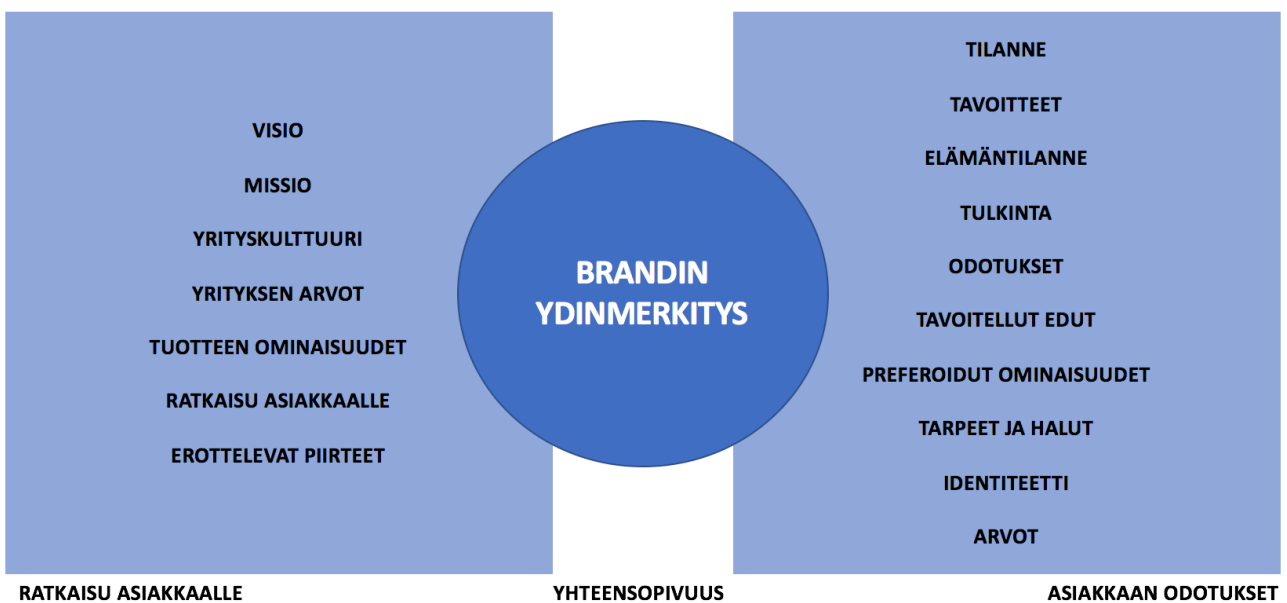 VISIO
MISSIO
YRITYSKULTTUURI
YRITYKSEN ARVOT
TUOTTEEN OMINAISUUDET
RATKAISU ASIAKKAALLE
EROTTELEVAT PIIRTEET
BRANDIN
YDINMERKITYS
TILANNE
TAVOITTEET
ELÄMÄNTILANNE
TULKINTA
ODOTUKSET
TAVOITELLUT EDUT
PREFEROIDUT OMINAISUUDET
TARPEET JA HALUT
IDENTITEETTI
ARVOT
RATKAISU ASIAKKAALLE
YHTEENSOPIVUUS
ASIAKKAAN ODOTUKSET